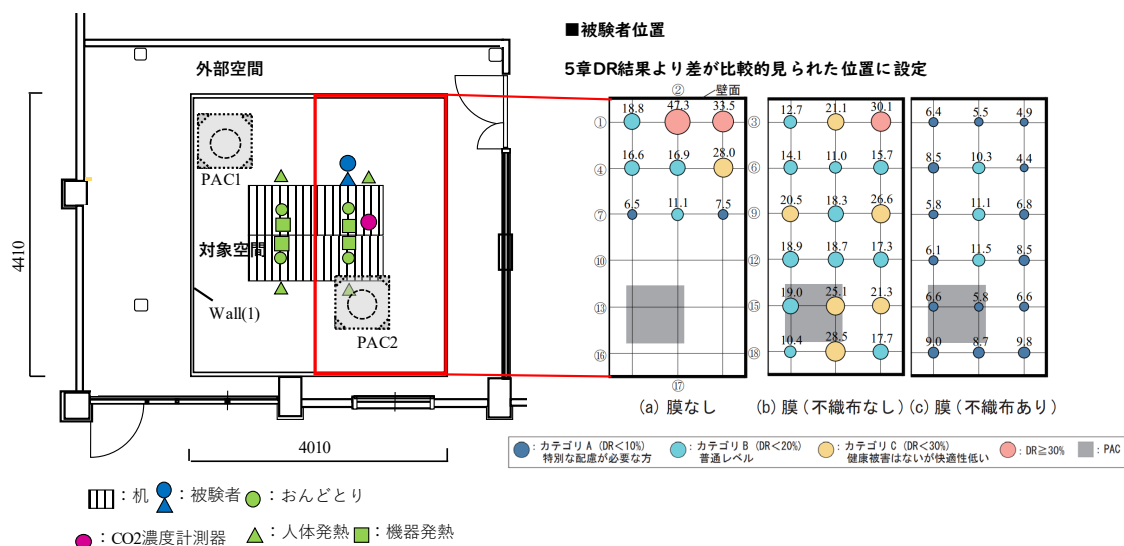 ■被験者位置
5章DR結果より差が比較的見られた位置に設定
外部空間
PAC1
対象空間
Wall(1)
PAC2
4410
4010
壁面
②
① 18.8 47.3 33.5
④ 16.6 16.9 28.0
⑦ 6.5 11.1 7.5
⑩
⑬
⑯
⑰
(a) 膜なし
③ 12.7 21.1 30.1
⑥ 14.1 11.0 15.7
⑨ 20.5 18.3 26.6
⑫ 18.9 18.7 17.3
⑮ 19.0 25.1 21.3
⑱ 10.4 28.5 17.7
(b) 膜(不織布なし)
6.4 5.5 4.9
8.5 10.3 4.4
5.8 11.1 6.8
6.1 11.5 8.5
6.6 5.8 6.6
9.0 8.7 9.8
(c) 膜(不織布あり)
：カテゴリA (DR<10%)
特別な配慮が必要な方
：カテゴリB (DR<20%)
普通レベル
：カテゴリC (DR<30%)
健康被害はないが快適性低い
：DR≧30%
：PAC
：机
：被験者
：おんどとり
：CO2濃度計測器
：人体発熱
：機器発熱